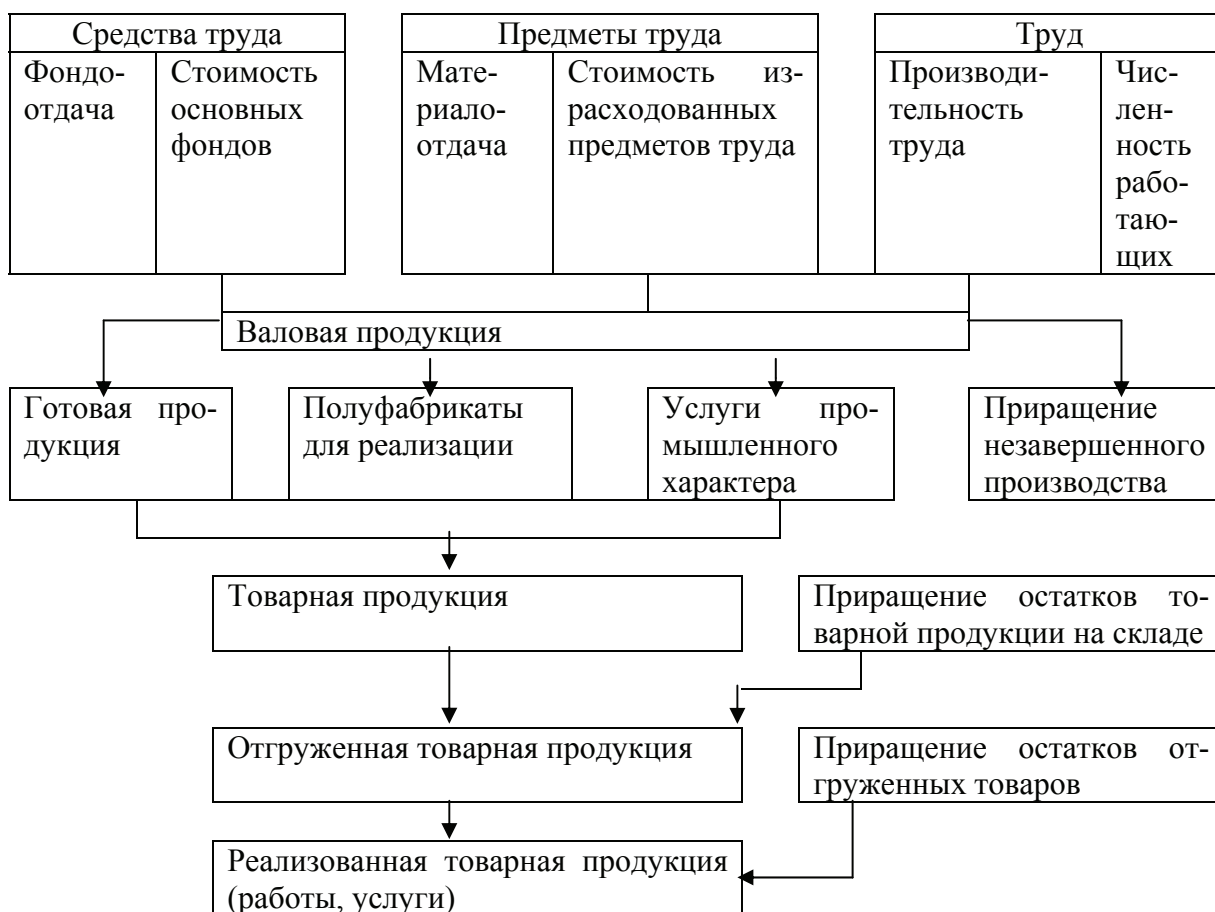 Средства труда
Фондо-
отдача
Стоимость
основных
фондов
Предметы труда
Мате-
риало-
отдача
Стоимость из-
расходованных
предметов труда
Труд
Производи-
тельность
труда
Чис-
лен-
ность
рабо-
таю-
щих
Валовая продукция
Готовая про-
дукция
Полуфабрикаты
для реализации
Услуги про-
мышленного
характера
Приращение
незавершенного
производства
Товарная продукция
Приращение остатков то-
варной продукции на складе
Отгруженная товарная продукция
Приращение остатков от-
груженных товаров
Реализованная товарная продукция
(работы, услуги)